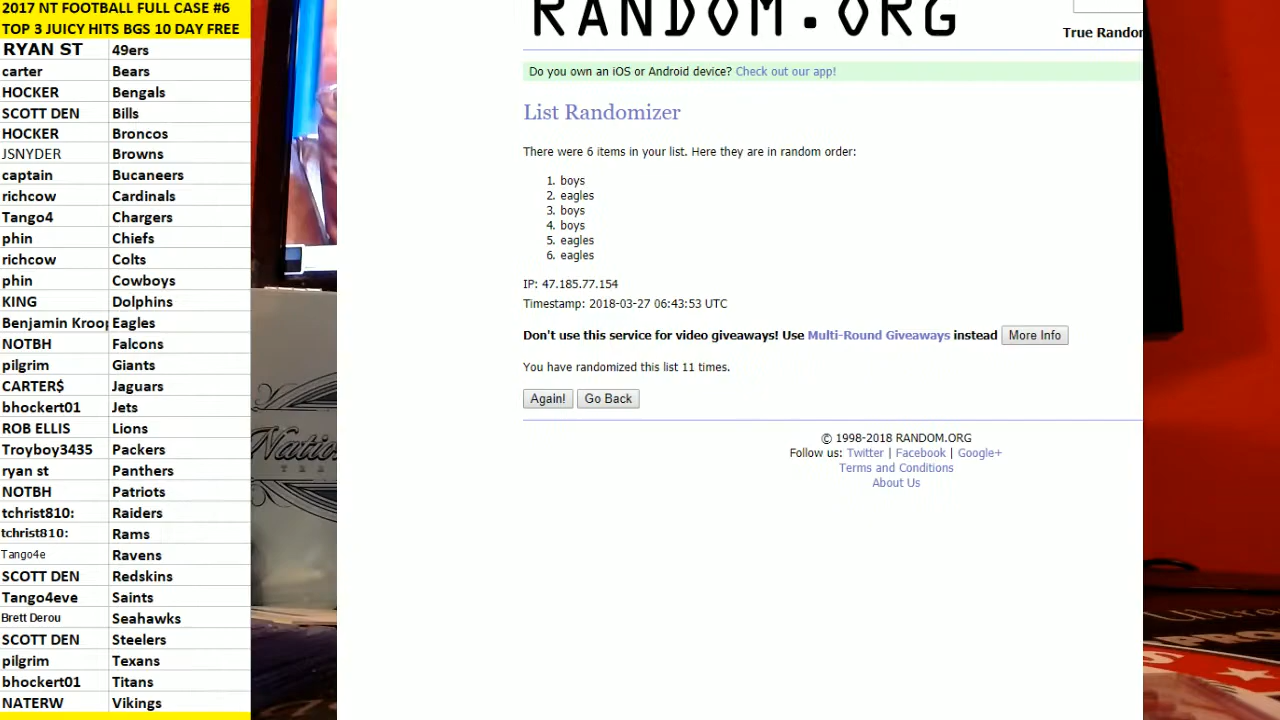 2017 NT FOOTBALL FULL CASE #6
TOP 3 JUICY HITS BGS 10 DAY FREE
RYAN ST 49ers
carter Bears
HOCKER Bengals
SCOTT DEN Bills
HOCKER Broncos
JSNYDER Browns
captain Bucaneers
richcow Cardinals
Tango4 Chargers
phin Chiefs
richcow Colts
phin Cowboys
KING Dolphins
Benjamin Kroop Eagles
NOTBH Falcons
pilgrim Giants
CARTER$ Jaguars
bhockert01 Jets
ROB ELLIS Lions
Troyboy3435 Packers
ryan st Panthers
NOTBH Patriots
tchrist810: Raiders
tchrist810: Rams
Tango4e Ravens
SCOTT DEN Redskins
Tango4eve Saints
Brett Derou Seahawks
SCOTT DEN Steelers
pilgrim Texans
bhockert01 Titans
NATERW Vikings
RANDOM.ORG
True Random
Do you own an iOS or Android device? Check out our app!
List Randomizer
There were 6 items in your list. Here they are in random order:
1. boys
2. eagles
3. boys
4. boys
5. eagles
6. eagles
IP: 47.185.77.154
Timestamp: 2018-03-27 06:43:53 UTC
Don't use this service for video giveaways! Use Multi-Round Giveaways instead More Info
You have randomized this list 11 times.
Again! Go Back
© 1998-2018 RANDOM.ORG
Follow us: Twitter | Facebook | Google+
Terms and Conditions
About Us
Natio